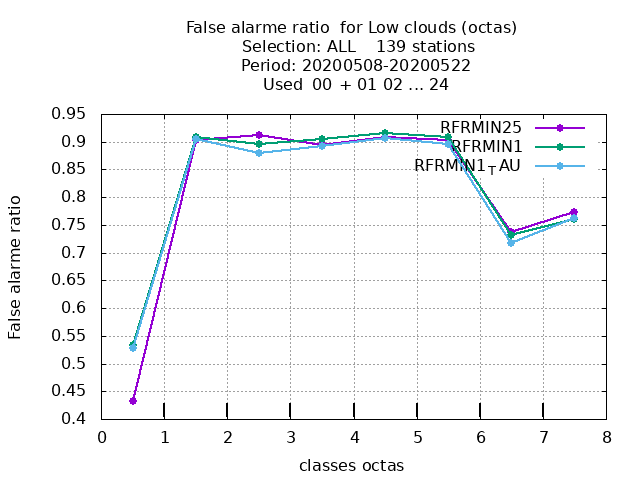 False alarme ratio  for Low clouds (octas)
Selection: ALL    139 stations
Period: 20200508-20200522
Used  00  + 01 02 ... 24
0.95
0.9
0.85
0.8
0.75
0.7
0.65
0.6
0.55
0.5
0.45
0.4
False alarme ratio
RFRMIN25
RFRMIN1
RFRMIN1TAU
0 1 2 3 4 5 6 7 8
classes octas